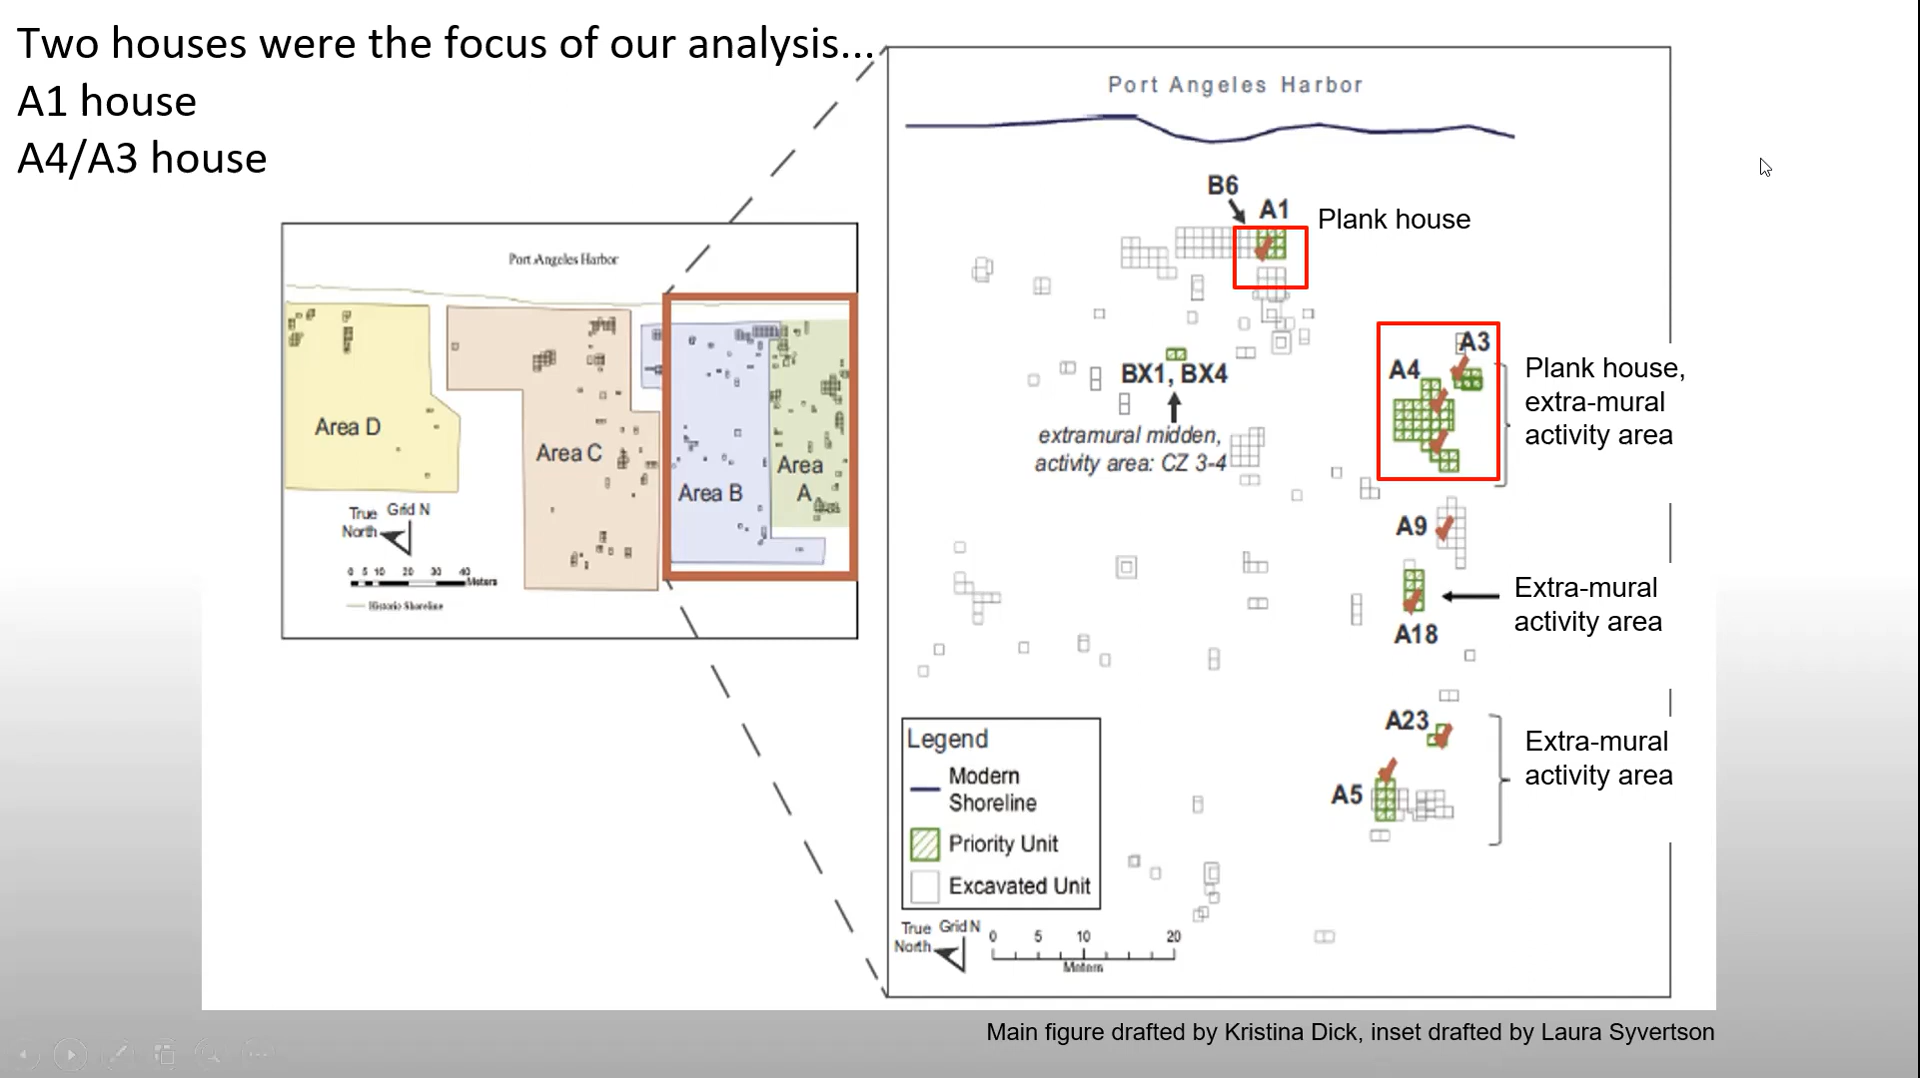 Two houses were the focus of our analysis...
A1 house
A4/A3 house
Port Angeles Harbor
Area D
Area C
Area B
Area
A
True
North
Grid N
0 5 10 20 30 40
Meters
Historic Shoreline
Port Angeles Harbor
B6
A1
Plank house
A3
A4
Plank house,
extra-mural
activity area
BX1, BX4
extramural midden,
activity area: CZ 3-4
A9
Extra-mural
activity area
A18
A23
Extra-mural
activity area
A5
Legend
Modern
Shoreline
Priority Unit
Excavated Unit
True
North
Grid N
0 5 10 20
Meters
Main figure drafted by Kristina Dick, inset drafted by Laura Syvertson